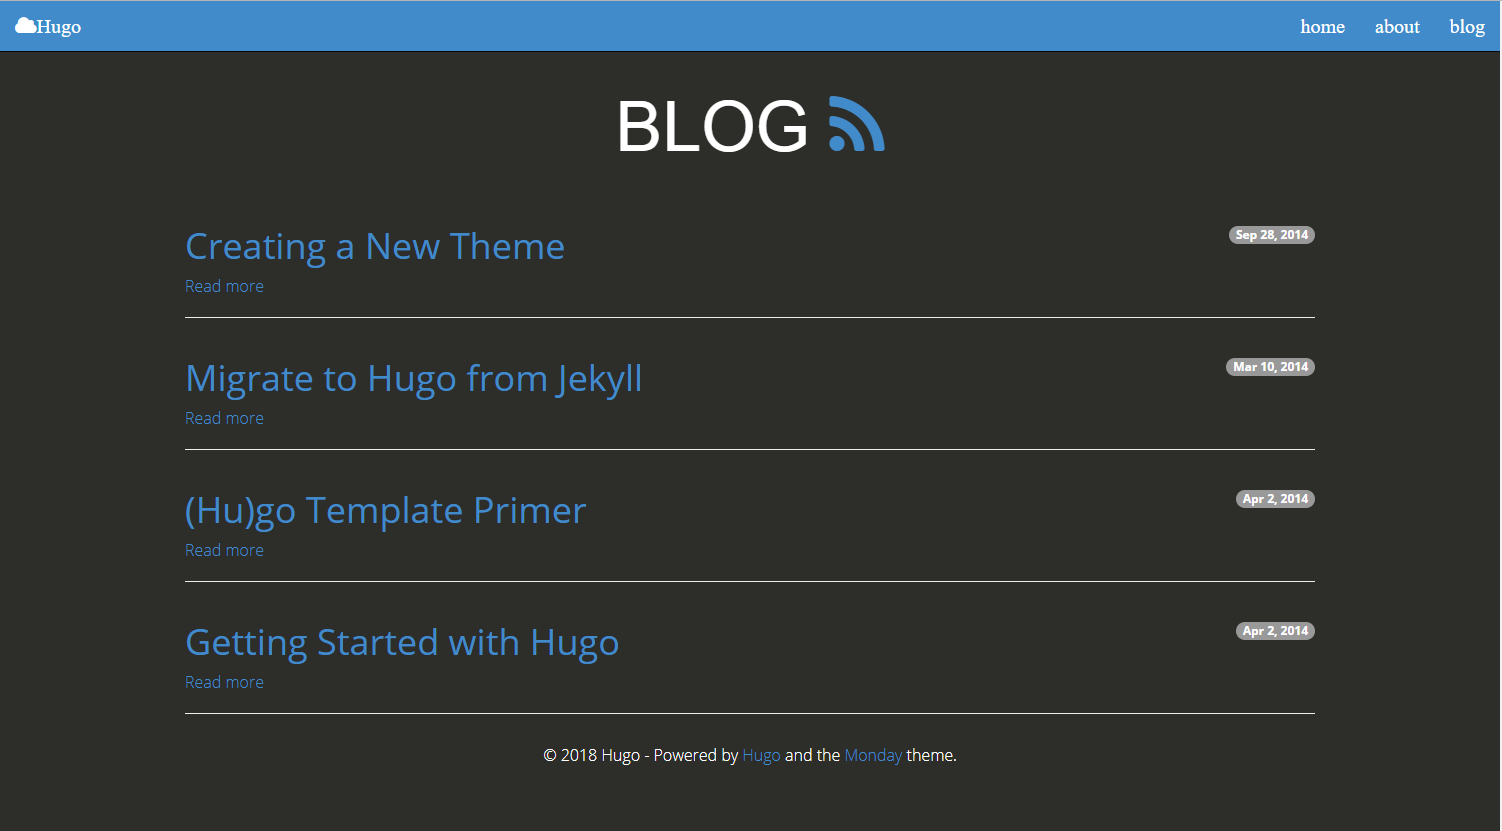 Hugo home about blog
BLOG
Creating a New Theme Sep 28, 2014
Read more
Migrate to Hugo from Jekyll Mar 10, 2014
Read more
(Hu)go Template Primer Apr 2, 2014
Read more
Getting Started with Hugo Apr 2, 2014
Read more
© 2018 Hugo - Powered by Hugo and the Monday theme.